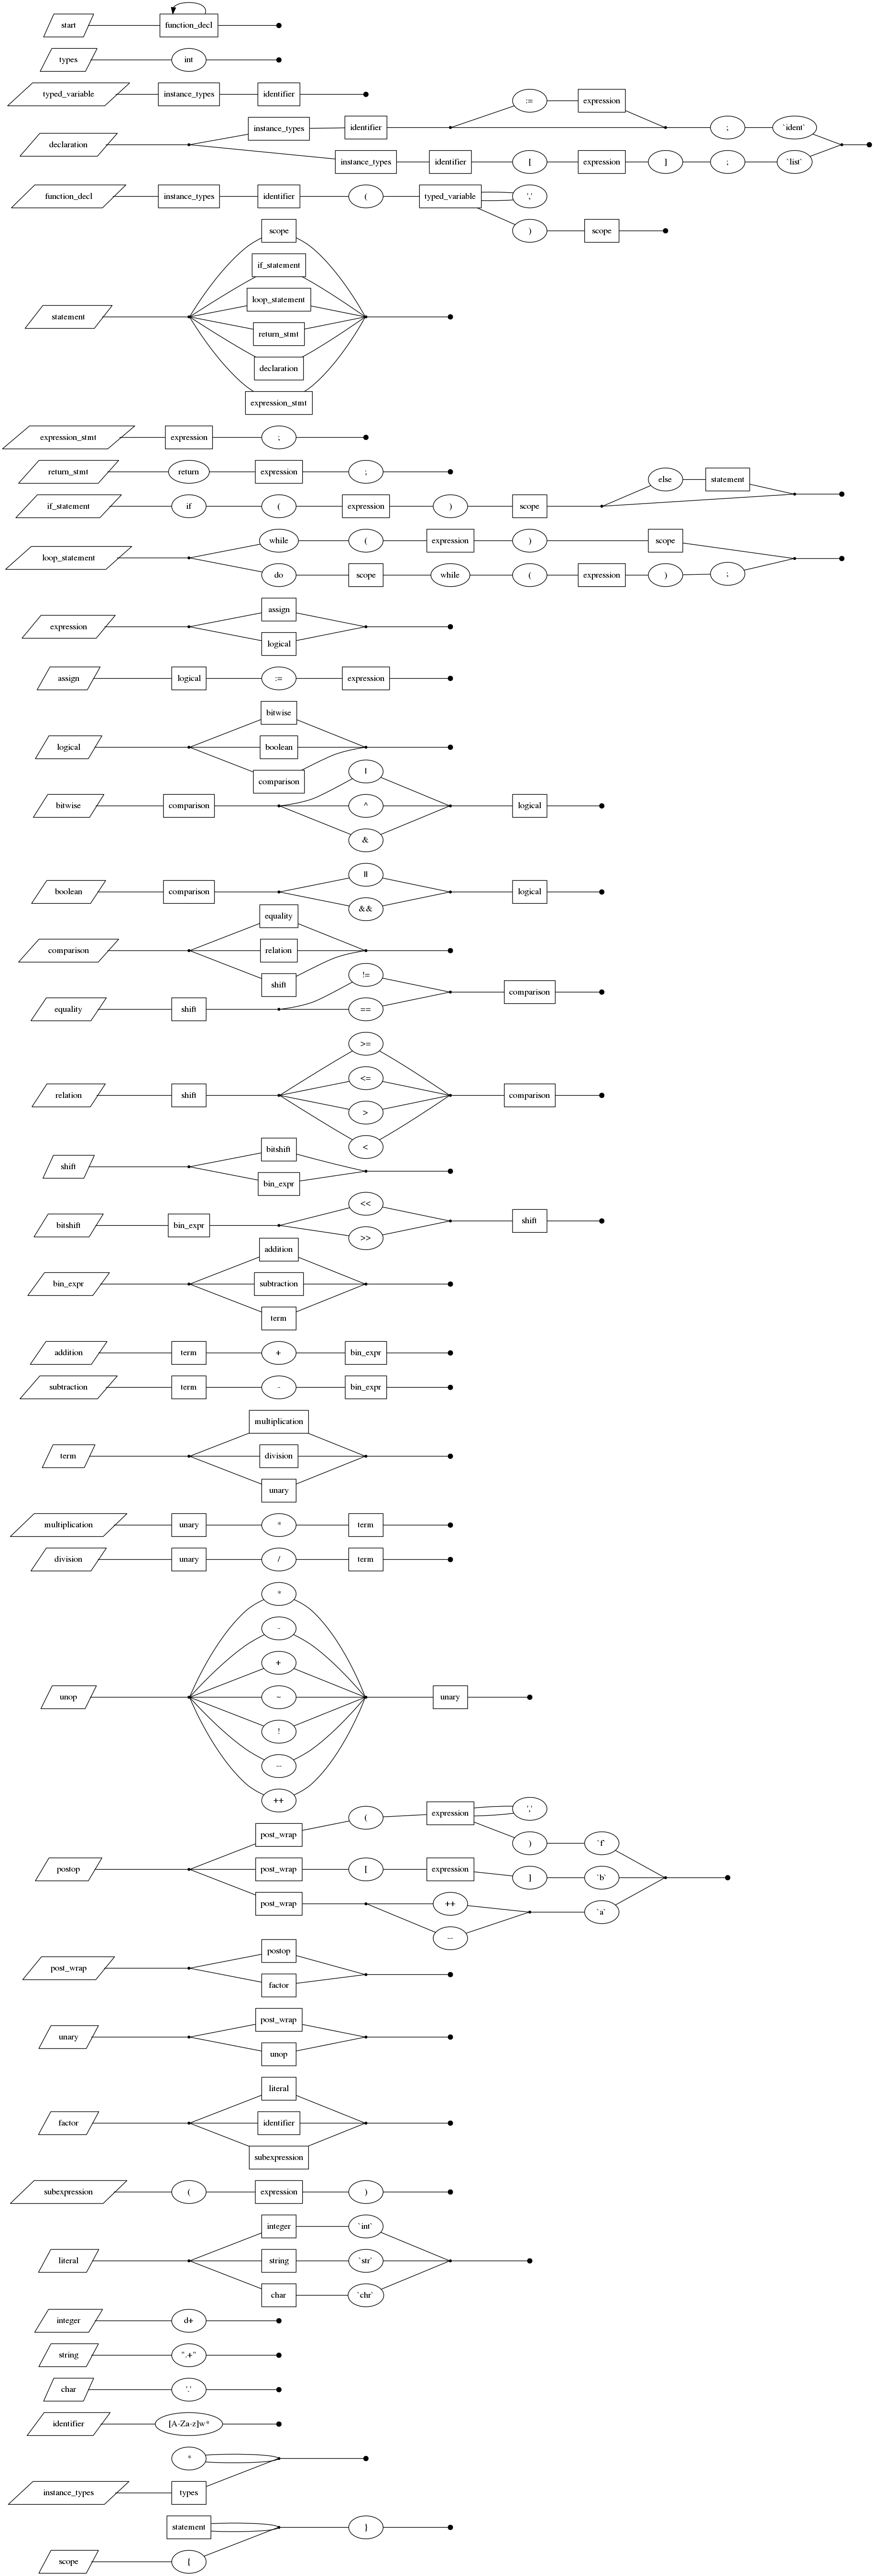 start function_decl
types int
typed_variable instance_types identifier
:= expression
declaration instance_types identifier ; `ident`
instance_types identifier [ expression ] ; `list`
function_decl instance_types identifier ( typed_variable ','
) scope
scope
if_statement
loop_statement
statement
return_stmt
declaration
expression_stmt
expression_stmt expression ;
return_stmt return expression ;
else statement
if_statement if ( expression ) scope
while ( expression ) scope
loop_statement
do scope while ( expression ) ;
assign
expression
logical
assign logical := expression
bitwise
logical boolean
comparison
|
bitwise comparison ^ logical
&
||
boolean comparison logical
&&
equality
comparison relation
shift
!=
equality shift comparison
==
>=
<=
relation shift comparison
>
<
bitshift
shift
bin_expr
<<
bitshift bin_expr shift
>>
addition
bin_expr subtraction
term
addition term + bin_expr
subtraction term - bin_expr
multiplication
term division
unary
multiplication unary * term
division unary / term
*
-
+
unop ~ unary
!
--
++
post_wrap ( expression ','
) `f`
postop post_wrap [ expression ] `b`
post_wrap ++ `a`
--
postop
post_wrap
factor
post_wrap
unary
unop
literal
factor identifier
subexpression
subexpression ( expression )
integer `int`
literal string `str`
char `chr`
integer d+
string ".+"
char '.'
identifier [A-Za-z]w*
*
instance_types types
statement }
scope {